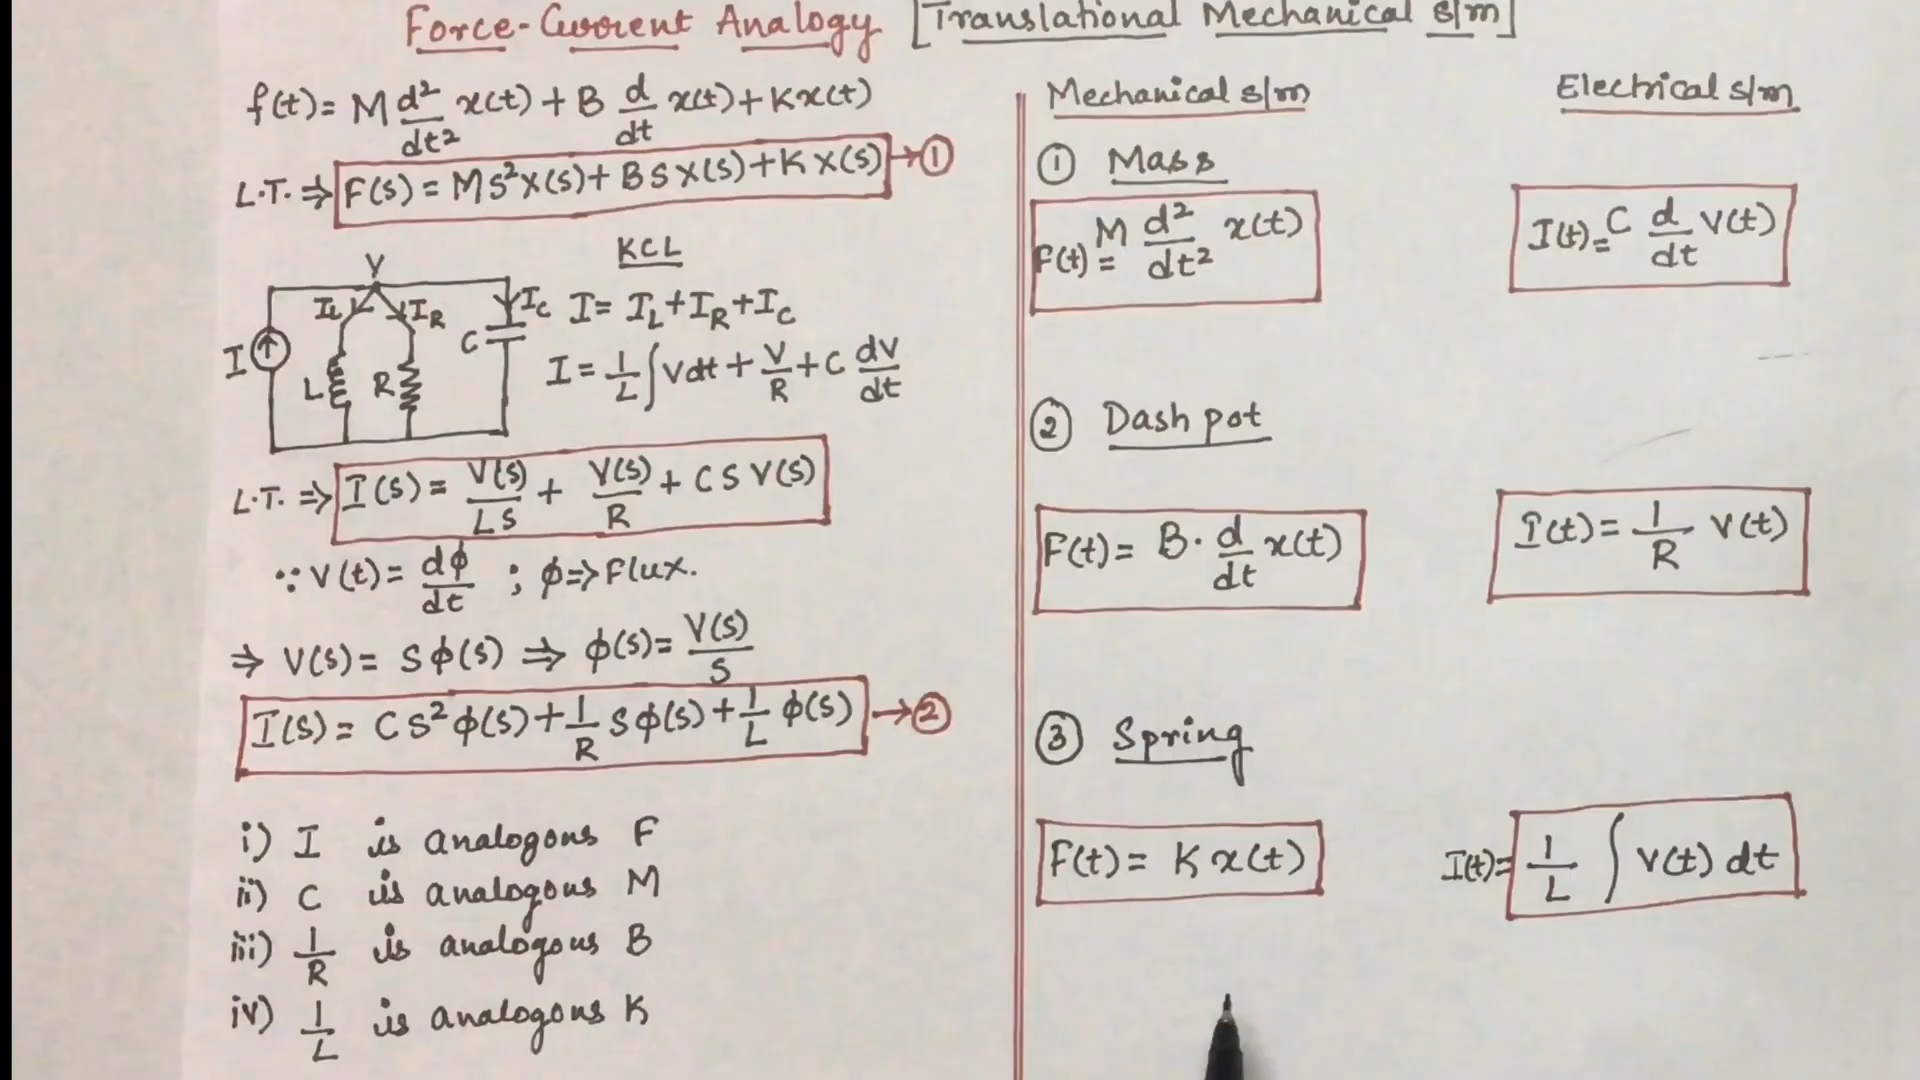 Force-Current Analogy [Translational Mechanical s/m]
f(t) = M d²/dt² x(t) + B d/dt x(t) + Kx(t)
L.T. ⇒ F(s) = Ms²X(s) + BSX(s) + KX(s) → ①
KCL
V
I
I_L
I_R
I_C
L
R
C
I = I_L + I_R + I_C
I = 1/L ∫Vdt + V/R + C dV/dt
L.T. ⇒ I(s) = V(s)/LS + V(s)/R + CSV(s)
∵ V(t) = dϕ/dt ; ϕ ⇒ Flux.
⇒ V(s) = Sϕ(s) ⇒ ϕ(s) = V(s)/S
I(s) = CS²ϕ(s) + 1/R Sϕ(s) + 1/L ϕ(s) → ②
i) I is analogous F
ii) C is analogous M
iii) 1/R is analogous B
iv) 1/L is analogous K
Mechanical s/m
Electrical s/m
① Mass
F(t) = M d²/dt² x(t)
I(t) = C d/dt V(t)
② Dash pot
F(t) = B · d/dt x(t)
I(t) = 1/R V(t)
③ Spring
F(t) = K x(t)
I(t) = 1/L ∫ V(t) dt